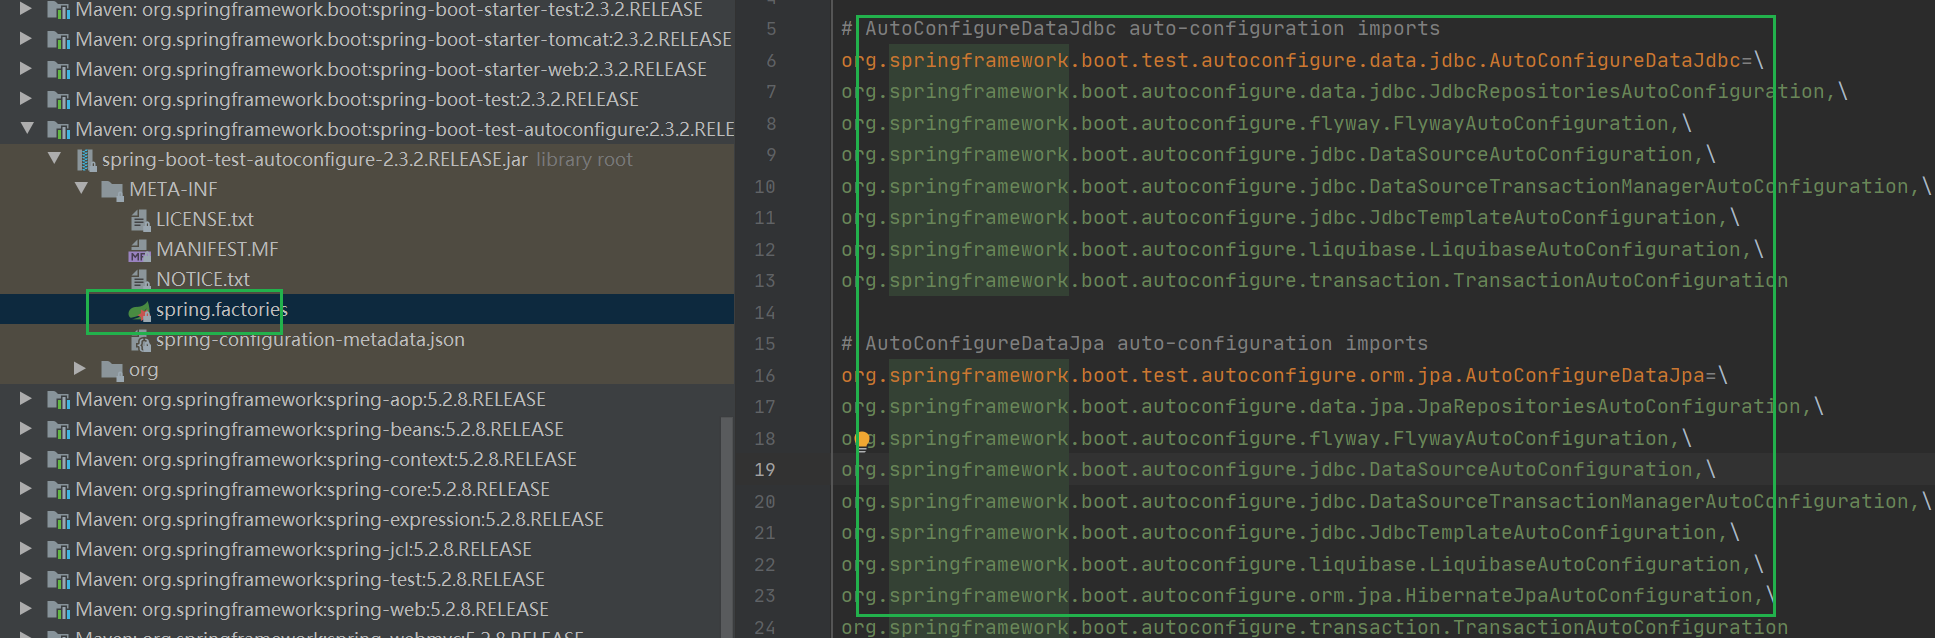 Maven: org.springframework.boot:spring-boot-starter-test:2.3.2.RELEASE
Maven: org.springframework.boot:spring-boot-starter-tomcat:2.3.2.RELEASE
Maven: org.springframework.boot:spring-boot-starter-web:2.3.2.RELEASE
Maven: org.springframework.boot:spring-boot-test:2.3.2.RELEASE
Maven: org.springframework.boot:spring-boot-test-autoconfigure:2.3.2.RELE
spring-boot-test-autoconfigure-2.3.2.RELEASE.jar library root
META-INF
LICENSE.txt
MANIFEST.MF
NOTICE.txt
spring.factories
spring-configuration-metadata.json
org
Maven: org.springframework:spring-aop:5.2.8.RELEASE
Maven: org.springframework:spring-beans:5.2.8.RELEASE
Maven: org.springframework:spring-context:5.2.8.RELEASE
Maven: org.springframework:spring-core:5.2.8.RELEASE
Maven: org.springframework:spring-expression:5.2.8.RELEASE
Maven: org.springframework:spring-jcl:5.2.8.RELEASE
Maven: org.springframework:spring-test:5.2.8.RELEASE
Maven: org.springframework:spring-web:5.2.8.RELEASE
Maven: org.springframework:spring-webmvc:5.2.8.RELEASE
4
5 # AutoConfigureDataJdbc auto-configuration imports
6 org.springframework.boot.test.autoconfigure.data.jdbc.AutoConfigureDataJdbc=\
7 org.springframework.boot.autoconfigure.data.jdbc.JdbcRepositoriesAutoConfiguration,\
8 org.springframework.boot.autoconfigure.flyway.FlywayAutoConfiguration,\
9 org.springframework.boot.autoconfigure.jdbc.DataSourceAutoConfiguration,\
10 org.springframework.boot.autoconfigure.jdbc.DataSourceTransactionManagerAutoConfiguration,\
11 org.springframework.boot.autoconfigure.jdbc.JdbcTemplateAutoConfiguration,\
12 org.springframework.boot.autoconfigure.liquibase.LiquibaseAutoConfiguration,\
13 org.springframework.boot.autoconfigure.transaction.TransactionAutoConfiguration
14
15 # AutoConfigureDataJpa auto-configuration imports
16 org.springframework.boot.test.autoconfigure.orm.jpa.AutoConfigureDataJpa=\
17 org.springframework.boot.autoconfigure.data.jpa.JpaRepositoriesAutoConfiguration,\
18 org.springframework.boot.autoconfigure.flyway.FlywayAutoConfiguration,\
19 org.springframework.boot.autoconfigure.jdbc.DataSourceAutoConfiguration,\
20 org.springframework.boot.autoconfigure.jdbc.DataSourceTransactionManagerAutoConfiguration,\
21 org.springframework.boot.autoconfigure.jdbc.JdbcTemplateAutoConfiguration,\
22 org.springframework.boot.autoconfigure.liquibase.LiquibaseAutoConfiguration,\
23 org.springframework.boot.autoconfigure.orm.jpa.HibernateJpaAutoConfiguration,\
24 org.springframework.boot.autoconfigure.transaction.TransactionAutoConfiguration